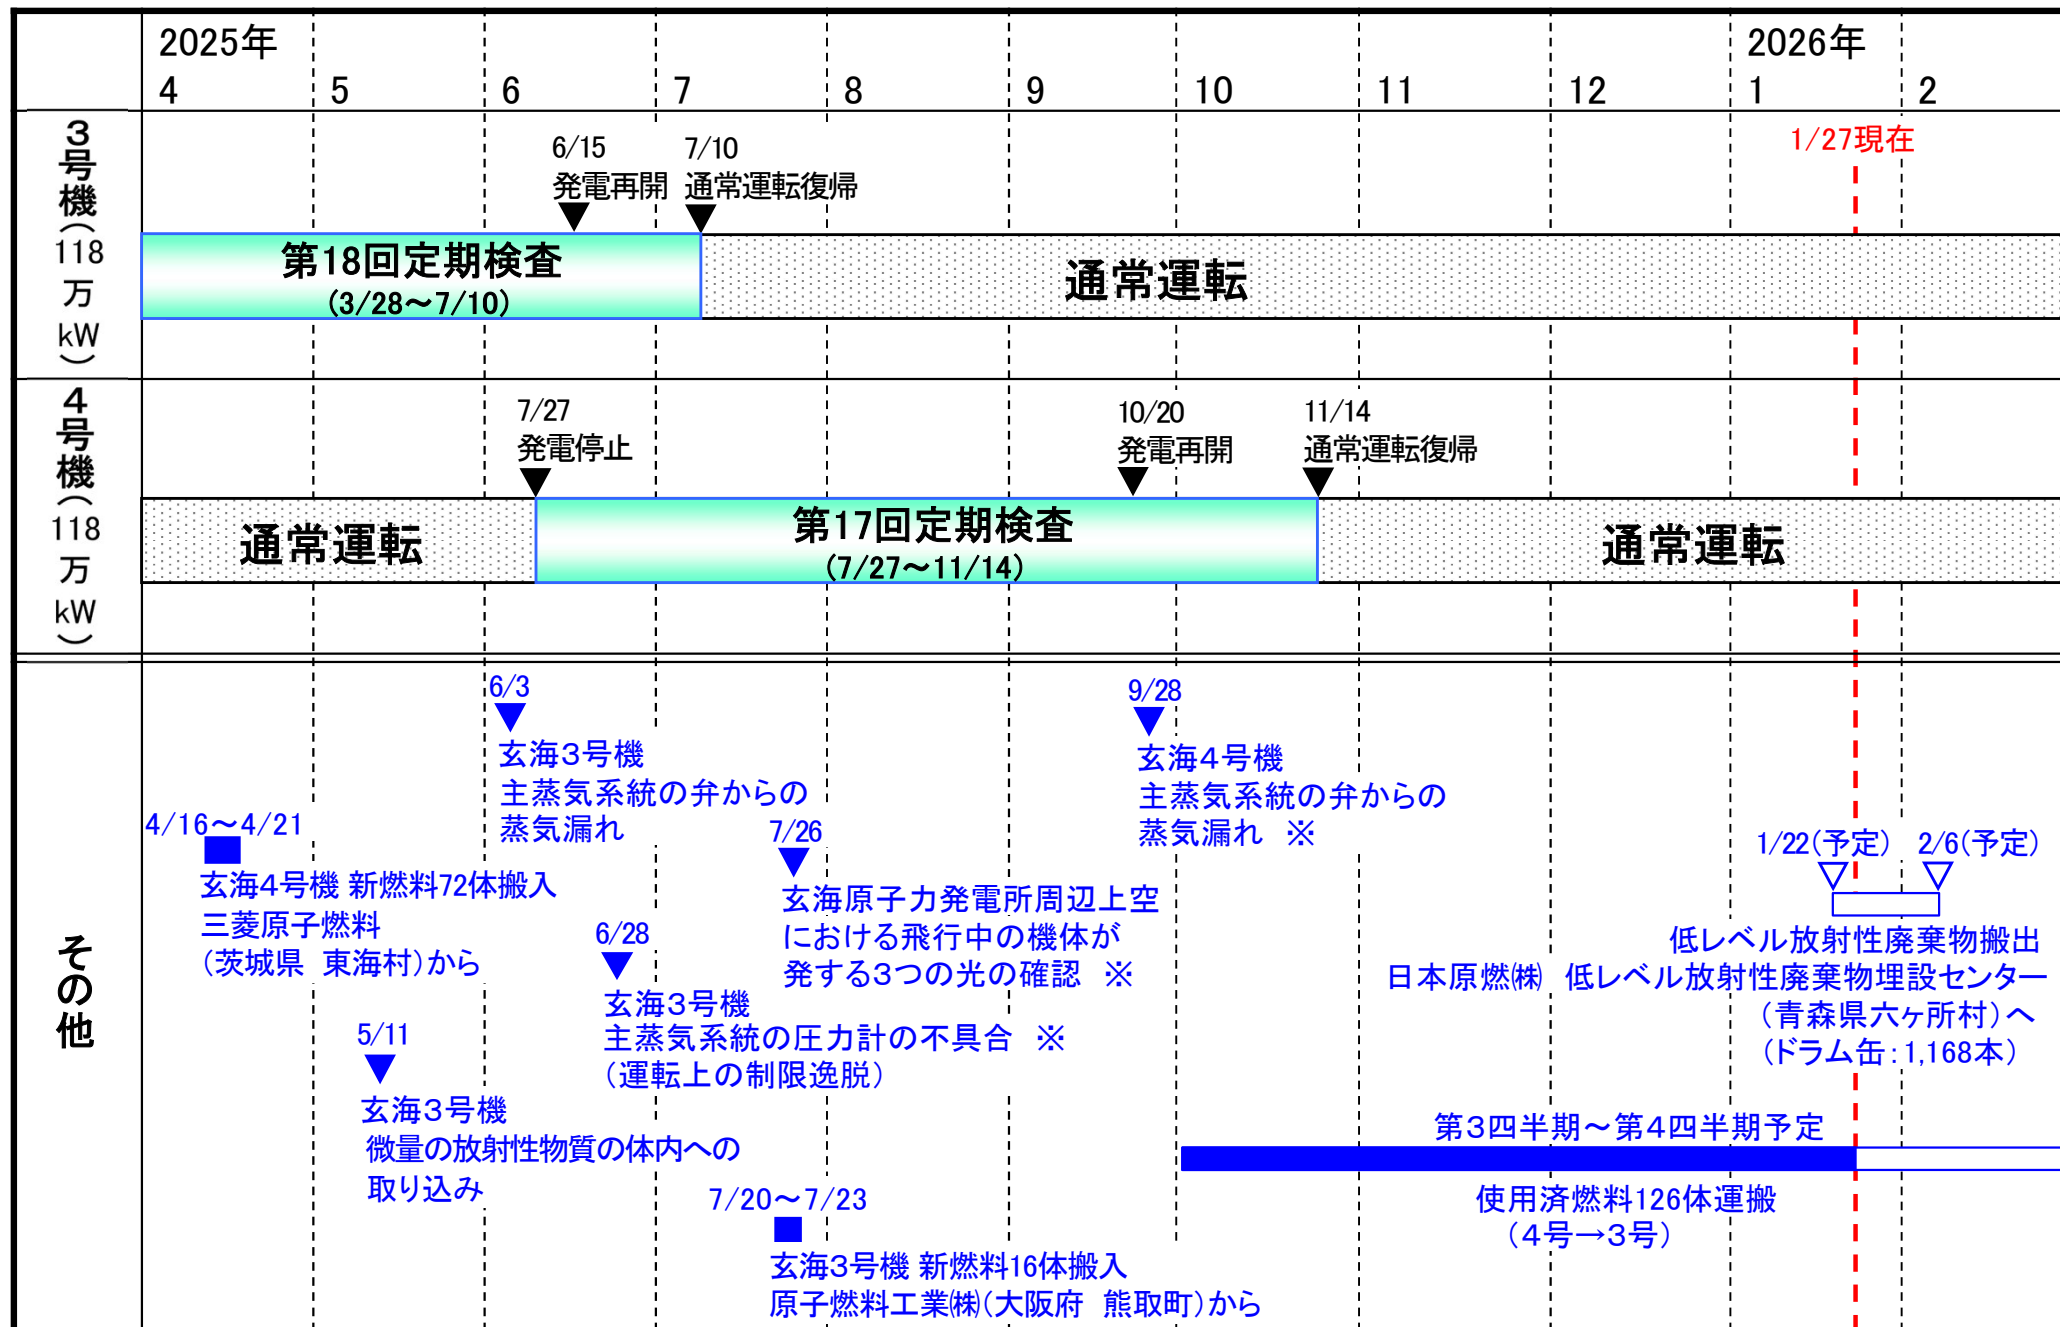 2025年
2026年
4 5 6 7 8 9 10 11 12 1 2
1/27現在
3号機(118万kW)
6/15
発電再開
7/10
通常運転復帰
第18回定期検査
(3/28～7/10)
通常運転
4号機(118万kW)
7/27
発電停止
10/20
発電再開
11/14
通常運転復帰
通常運転
第17回定期検査
(7/27～11/14)
通常運転
その他
4/16～4/21
玄海4号機 新燃料72体搬入
三菱原子燃料
(茨城県 東海村)から
5/11
玄海3号機
微量の放射性物質の体内への
取り込み
6/3
玄海3号機
主蒸気系統の弁からの
蒸気漏れ
6/28
玄海3号機
主蒸気系統の圧力計の不具合 ※
(運転上の制限逸脱)
7/20～7/23
玄海3号機 新燃料16体搬入
原子燃料工業㈱(大阪府 熊取町)から
7/26
玄海原子力発電所周辺上空
における飛行中の機体が
発する3つの光の確認 ※
9/28
玄海4号機
主蒸気系統の弁からの
蒸気漏れ ※
1/22(予定) 2/6(予定)
低レベル放射性廃棄物搬出
日本原燃㈱ 低レベル放射性廃棄物埋設センター
(青森県六ヶ所村)へ
(ドラム缶:1,168本)
第3四半期～第4四半期予定
使用済燃料126体運搬
(4号→3号)